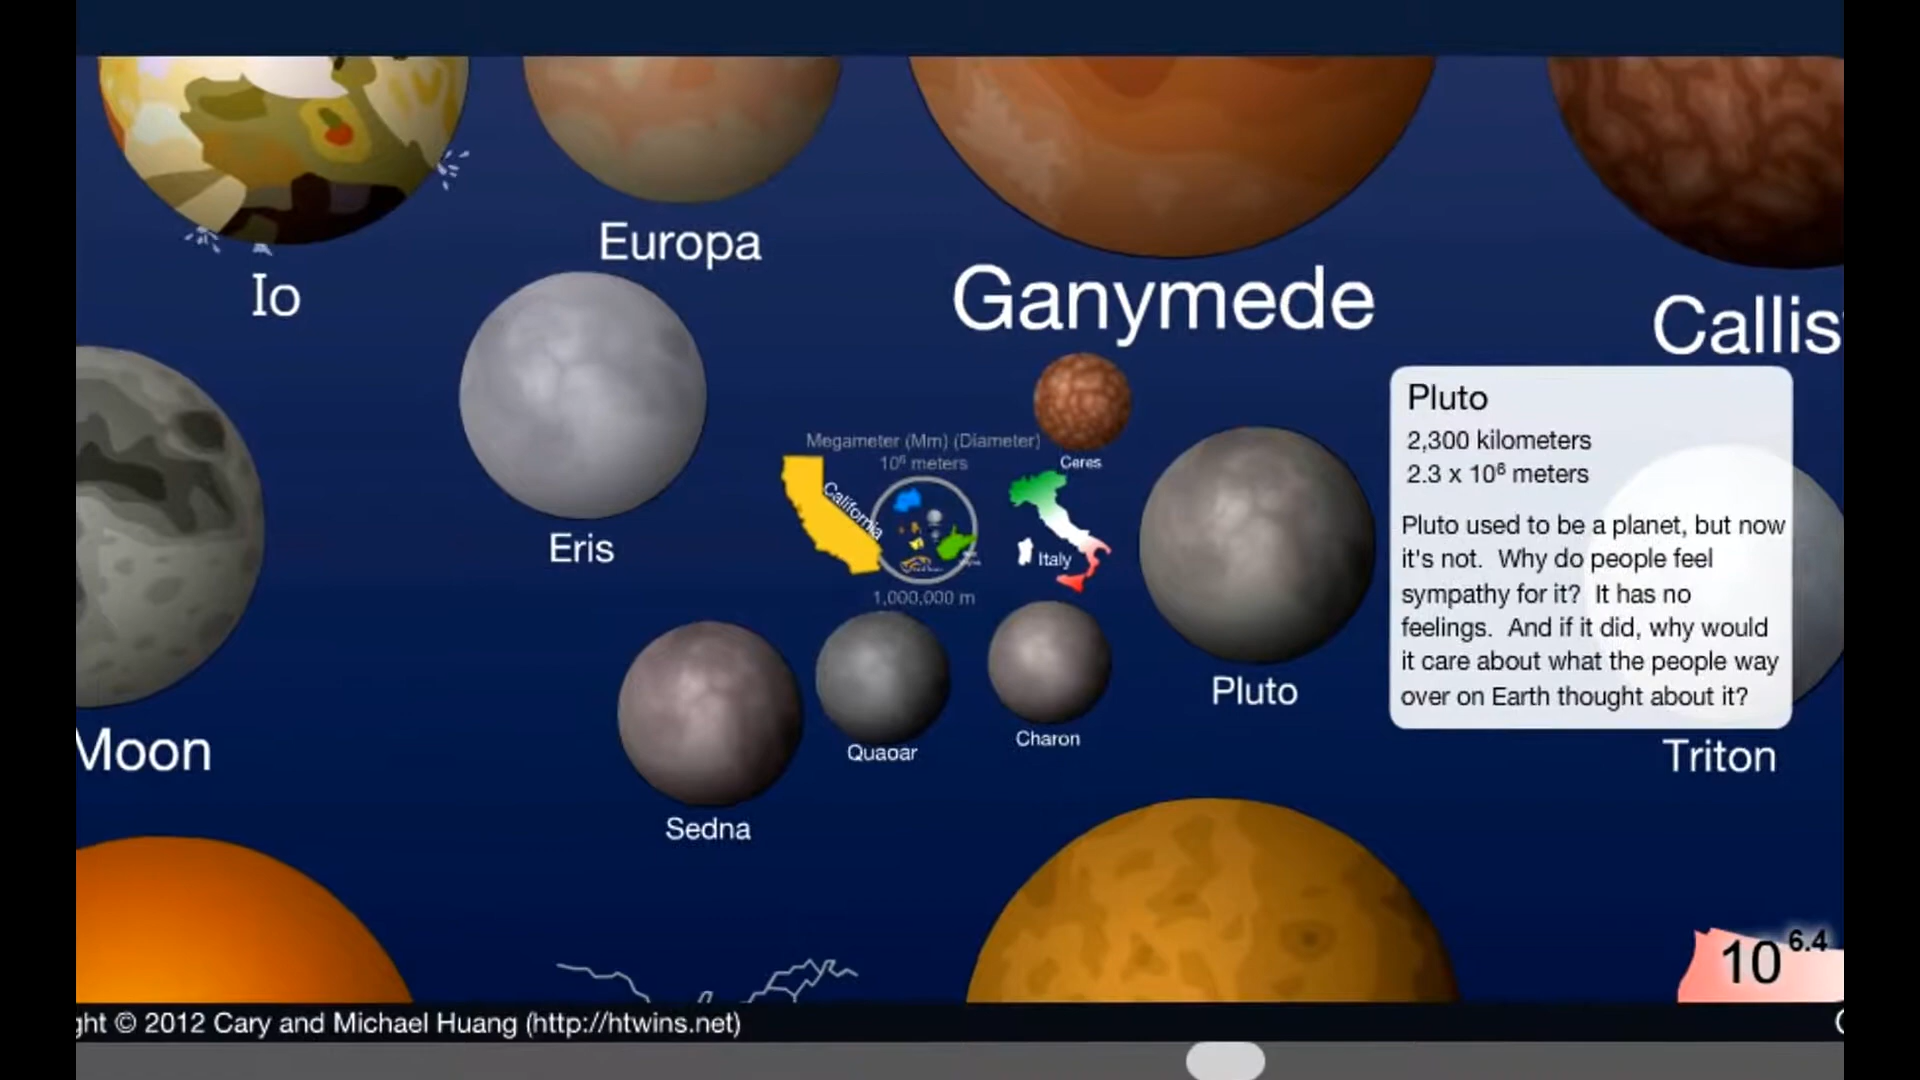 Europa
Io
Ganymede
Callis
Pluto
2,300 kilometers
2.3 x 10⁶ meters
Pluto used to be a planet, but now
it's not. Why do people feel
sympathy for it? It has no
feelings. And if it did, why would
it care about what the people way
over on Earth thought about it?
Megameter (Mm) (Diameter)
10⁶ meters
Ceres
California
Italy
1,000,000 m
Eris
Pluto
Moon
Quaoar
Charon
Triton
Sedna
10 6.4
ght © 2012 Cary and Michael Huang (http://htwins.net)